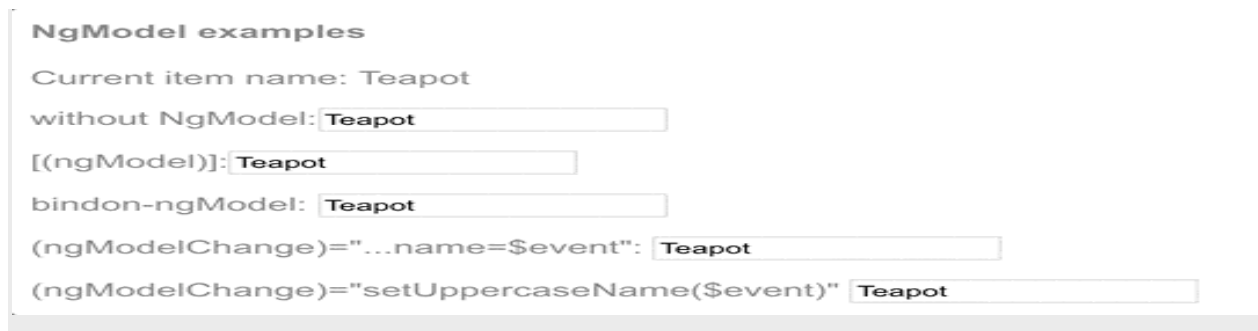 NgModel examples
Current item name: Teapot
without NgModel: Teapot
[(ngModel)]: Teapot
bindon-ngModel: Teapot
(ngModelChange)="...name=$event": Teapot
(ngModelChange)="setUppercaseName($event)" Teapot